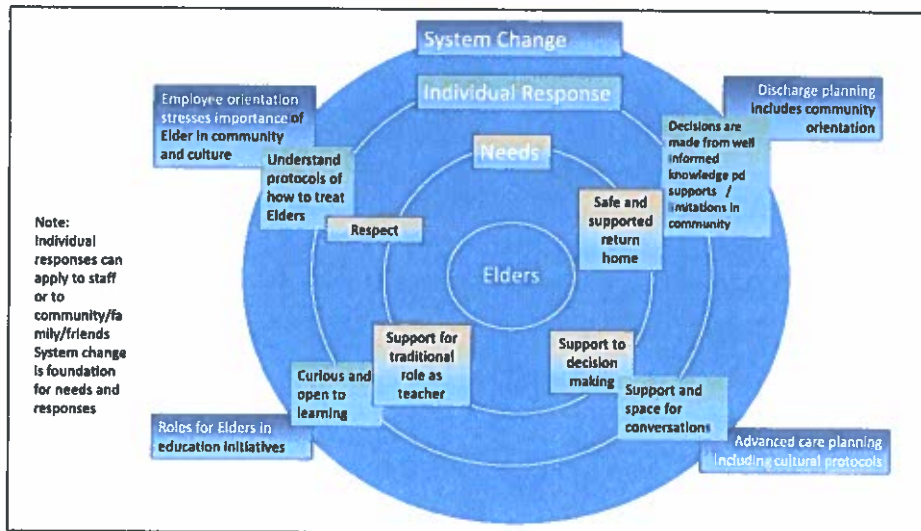 System Change
Individual Response
Needs
Elders
Employee orientation
stresses importance of
Elder in community
and culture
Understand
protocols of
how to treat
Elders
Respect
Discharge planning
includes community
orientation
Decisions are
made from well
informed
knowledge pd
supports /
limitations in
community
Safe and
supported
return
home
Note:
Individual
responses can
apply to staff
or to
community/fa
mily/friends
System change
is foundation
for needs and
responses
Support for
traditional
role as
teacher
Curious and
open to
learning
Roles for Elders in
education initiatives
Support to
decision
making
Support and
space for
conversations
Advanced care planning
including cultural protocols